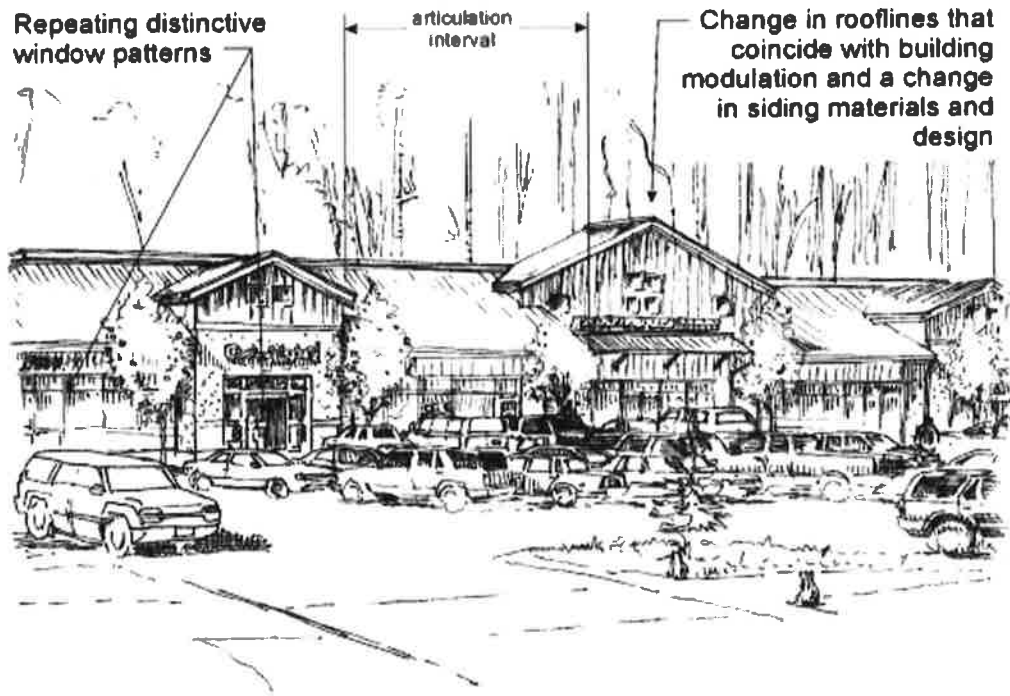 Repeating distinctive
window patterns
articulation
interval
Change in rooflines that
coincide with building
modulation and a change
in siding materials and
design